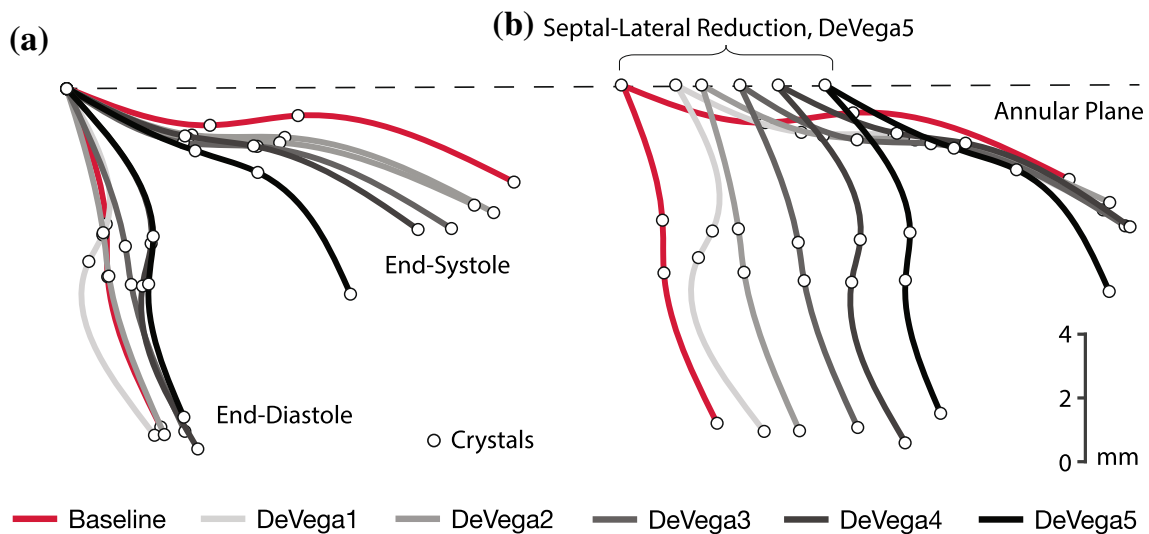 (a)
(b)
Septal-Lateral Reduction, DeVega5
Annular Plane
End-Systole
End-Diastole
Crystals
4
2
0
mm
Baseline DeVega1 DeVega2 DeVega3 DeVega4 DeVega5